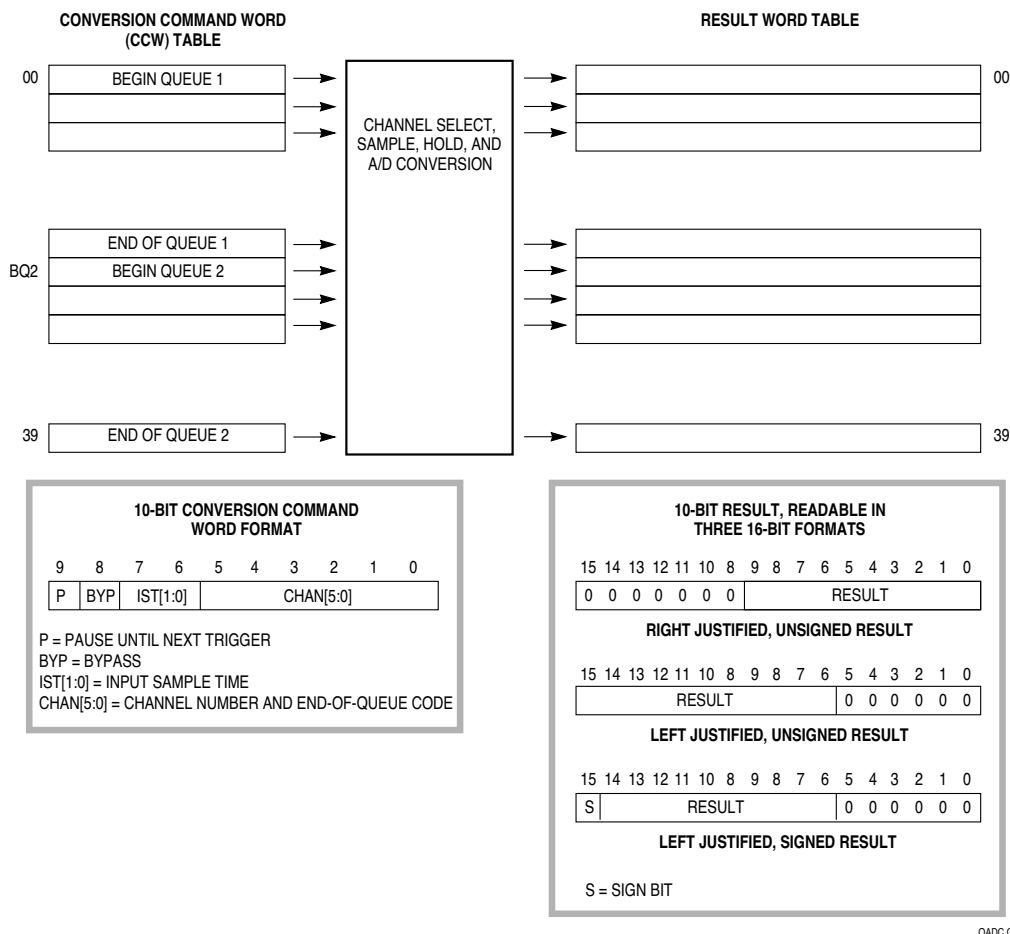 CONVERSION COMMAND WORD
(CCW) TABLE
RESULT WORD TABLE
00 BEGIN QUEUE 1 00
CHANNEL SELECT,
SAMPLE, HOLD, AND
A/D CONVERSION
END OF QUEUE 1
BQ2 BEGIN QUEUE 2
39 END OF QUEUE 2 39
10-BIT CONVERSION COMMAND
WORD FORMAT
9 8 7 6 5 4 3 2 1 0
P BYP IST[1:0] CHAN[5:0]
P = PAUSE UNTIL NEXT TRIGGER
BYP = BYPASS
IST[1:0] = INPUT SAMPLE TIME
CHAN[5:0] = CHANNEL NUMBER AND END-OF-QUEUE CODE
10-BIT RESULT, READABLE IN
THREE 16-BIT FORMATS
15 14 13 12 11 10 8 9 8 7 6 5 4 3 2 1 0
0 0 0 0 0 0 0 RESULT
RIGHT JUSTIFIED, UNSIGNED RESULT
15 14 13 12 11 10 8 9 8 7 6 5 4 3 2 1 0
RESULT 0 0 0 0 0 0
LEFT JUSTIFIED, UNSIGNED RESULT
15 14 13 12 11 10 8 9 8 7 6 5 4 3 2 1 0
S RESULT 0 0 0 0 0 0
LEFT JUSTIFIED, SIGNED RESULT
S = SIGN BIT